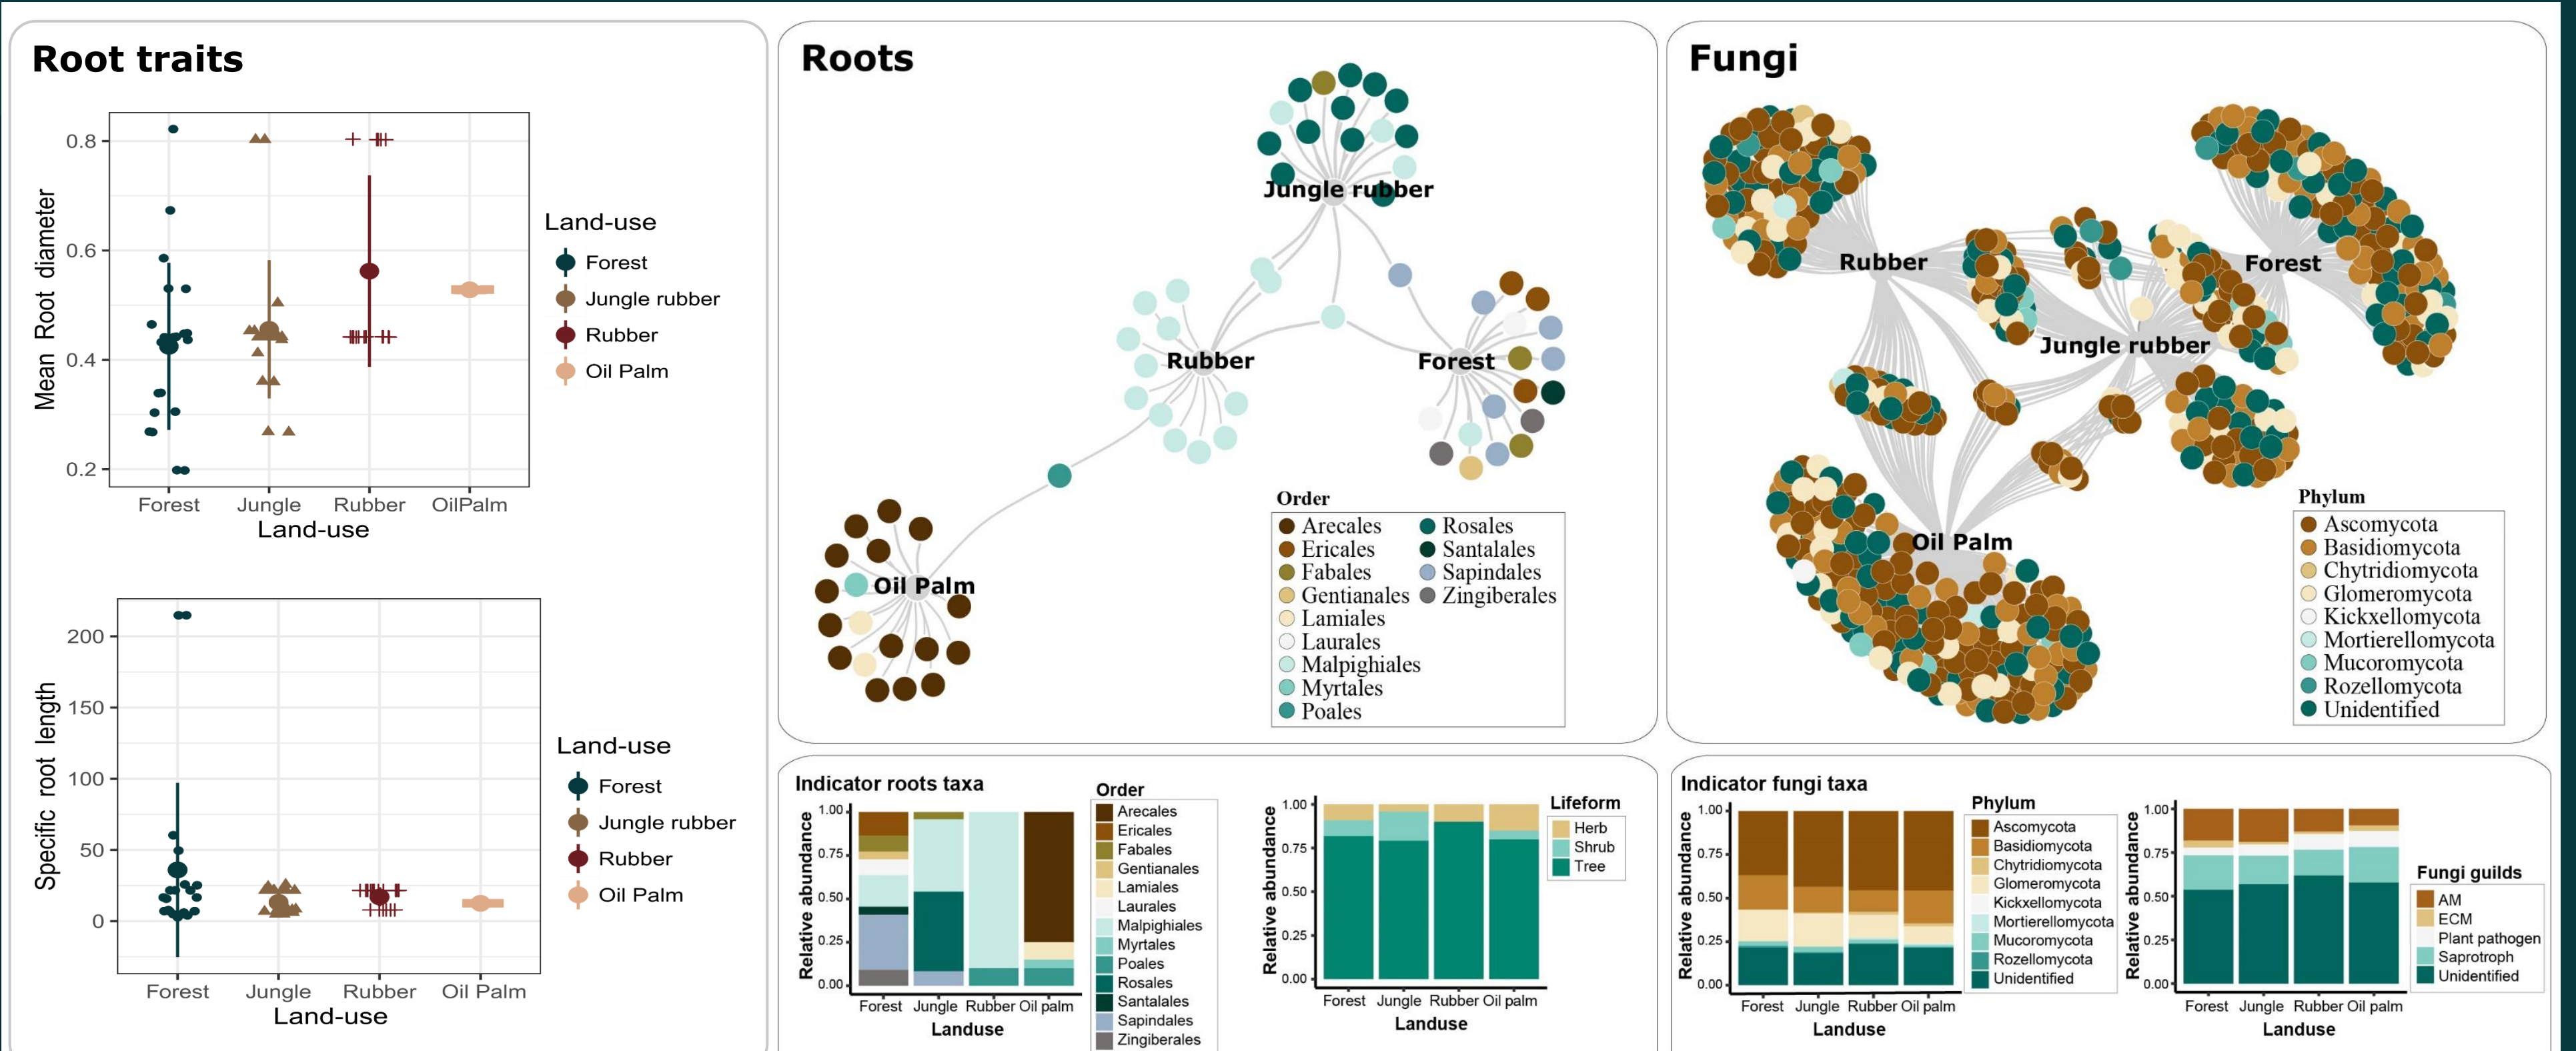 Root traits
Mean Root diameter
0.8
0.6
0.4
0.2
Forest Jungle Rubber OilPalm
Land-use
Land-use
Forest
Jungle rubber
Rubber
Oil Palm
Specific root length
200
150
100
50
0
Forest Jungle Rubber Oil Palm
Land-use
Land-use
Forest
Jungle rubber
Rubber
Oil Palm
Roots
Jungle rubber
Rubber
Forest
Oil Palm
Order
Arecales
Ericales
Fabales
Gentianales
Lamiales
Laurales
Malpighiales
Myrtales
Poales
Rosales
Santalales
Sapindales
Zingiberales
Fungi
Rubber
Forest
Jungle rubber
Oil Palm
Phylum
Ascomycota
Basidiomycota
Chytridiomycota
Glomeromycota
Kickxellomycota
Mortierellomycota
Mucoromycota
Rozellomycota
Unidentified
Indicator roots taxa
Relative abundance
1.00
0.75
0.50
0.25
0.00
Forest Jungle Rubber Oil palm
Landuse
Order
Arecales
Ericales
Fabales
Gentianales
Lamiales
Laurales
Malpighiales
Myrtales
Poales
Rosales
Santalales
Sapindales
Zingiberales
Relative abundance
1.00
0.75
0.50
0.25
0.00
Forest Jungle Rubber Oil palm
Landuse
Lifeform
Herb
Shrub
Tree
Indicator fungi taxa
Relative abundance
1.00
0.75
0.50
0.25
0.00
Forest Jungle Rubber Oil palm
Landuse
Phylum
Ascomycota
Basidiomycota
Chytridiomycota
Glomeromycota
Kickxellomycota
Mortierellomycota
Mucoromycota
Rozellomycota
Unidentified
Relative abundance
1.00
0.75
0.50
0.25
0.00
Forest Jungle Rubber Oil palm
Landuse
Fungi guilds
AM
ECM
Plant pathogen
Saprotroph
Unidentified